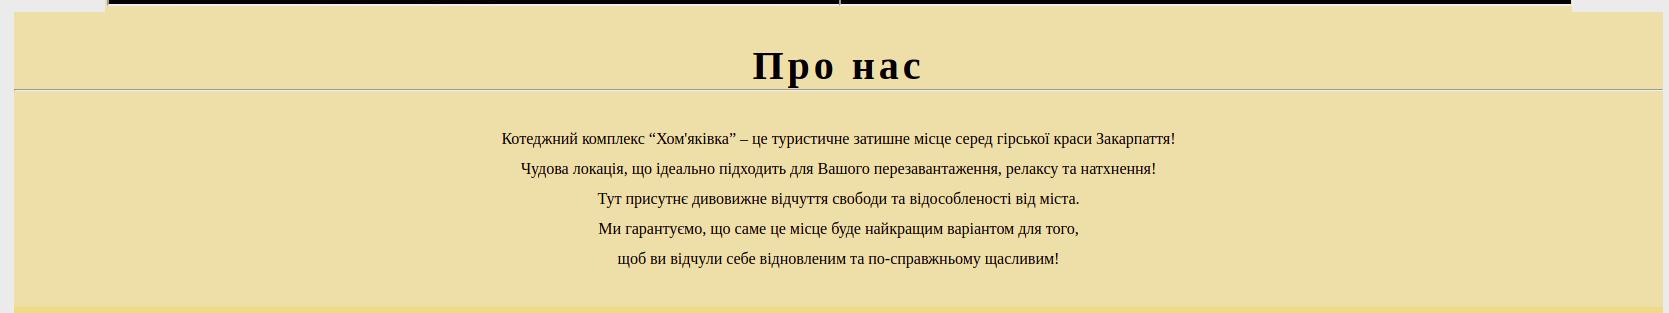 Про нас
Котеджний комплекс “Хом'яківка” – це туристичне затишне місце серед гірської краси Закарпаття!
Чудова локація, що ідеально підходить для Вашого перезавантаження, релаксу та натхнення!
Тут присутнє дивовижне відчуття свободи та відособленості від міста.
Ми гарантуємо, що саме це місце буде найкращим варіантом для того,
щоб ви відчули себе відновленим та по-справжньому щасливим!